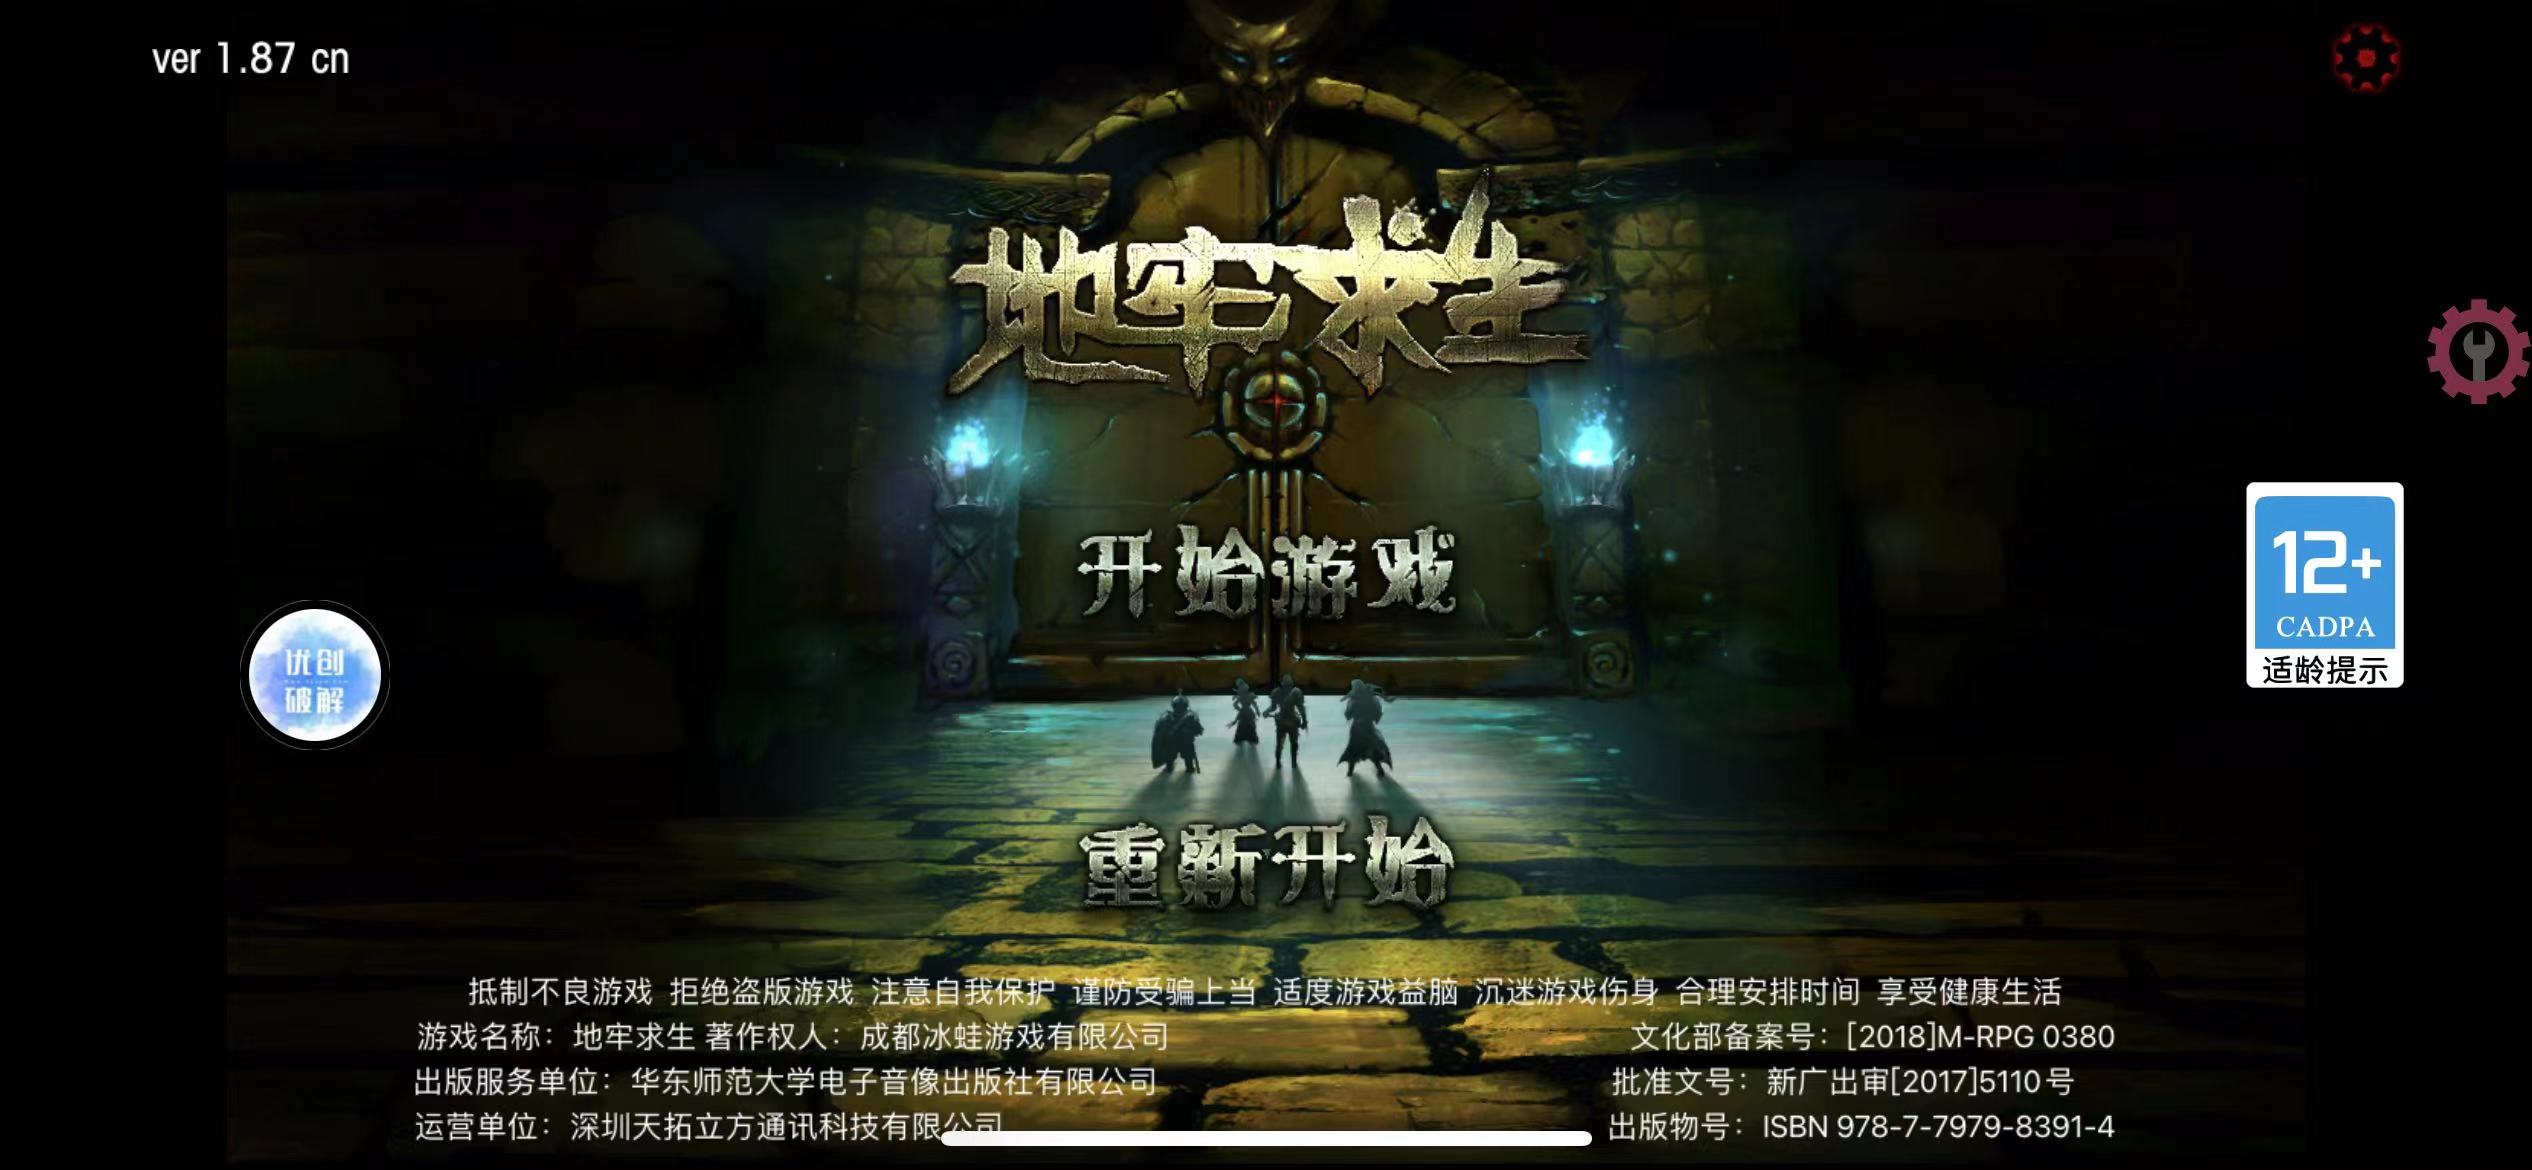 ver 1.87 cn
地牢求生
开始游戏
12+
CADPA
适龄提示
优创
破解
重新开始
抵制不良游戏 拒绝盗版游戏 注意自我保护 谨防受骗上当 适度游戏益脑 沉迷游戏伤身 合理安排时间 享受健康生活
游戏名称：地牢求生 著作权人：成都冰蛙游戏有限公司
文化部备案号：[2018]M-RPG 0380
出版服务单位：华东师范大学电子音像出版社有限公司
批准文号：新广出审[2017]5110号
运营单位：深圳天拓立方通讯科技有限公司
出版物号：ISBN 978-7-7979-8391-4